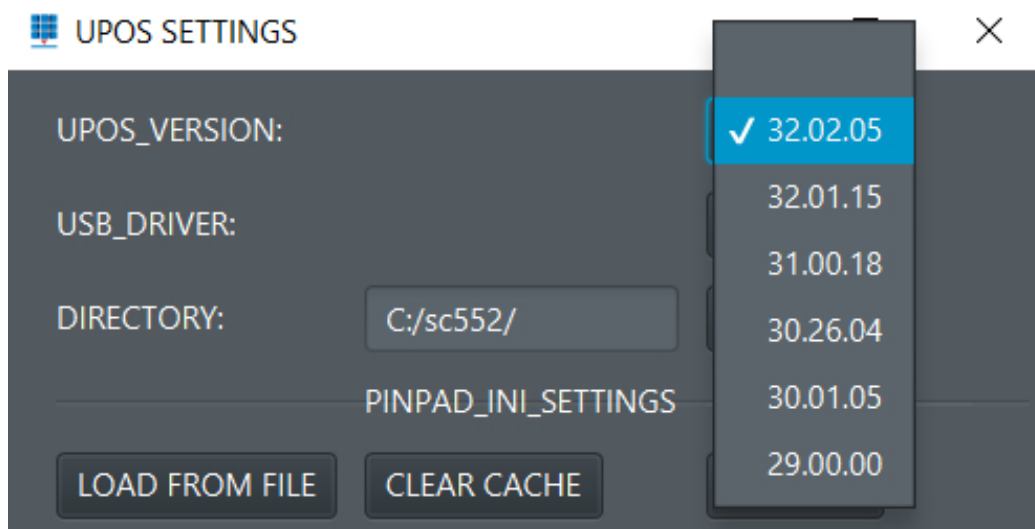 UPOS SETTINGS
UPOS_VERSION:
32.02.05
32.01.15
USB_DRIVER:
31.00.18
DIRECTORY:
C:/sc552/
30.26.04
PINPAD_INI_SETTINGS
30.01.05
29.00.00
LOAD FROM FILE
CLEAR CACHE